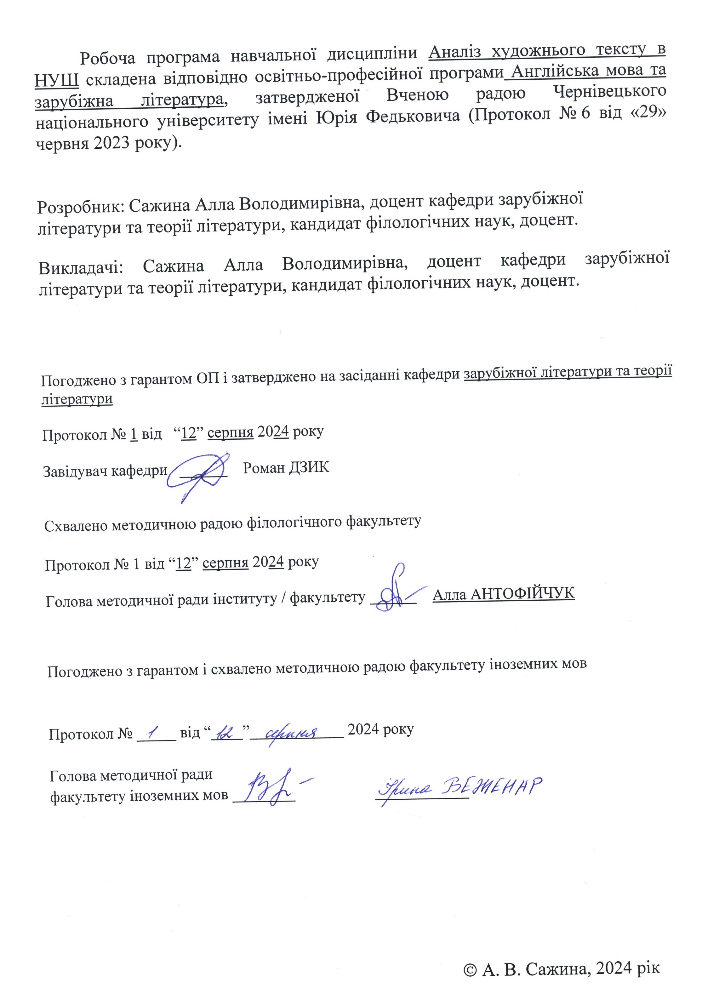 Робоча програма навчальної дисципліни Аналіз художнього тексту в
НУШ складена відповідно освітньо-професійної програми Англійська мова та
зарубіжна література, затвердженої Вченою радою Чернівецького
національного університету імені Юрія Федьковича (Протокол № 6 від «29»
червня 2023 року).
Розробник: Сажина Алла Володимирівна, доцент кафедри зарубіжної
літератури та теорії літератури, кандидат філологічних наук, доцент.
Викладачі: Сажина Алла Володимирівна, доцент кафедри зарубіжної
літератури та теорії літератури, кандидат філологічних наук, доцент.
Погоджено з гарантом ОП і затверджено на засіданні кафедри зарубіжної літератури та теорії
літератури
Протокол № 1 від “12” серпня 2024 року
Завідувач кафедри ______ Роман ДЗИК
Схвалено методичною радою філологічного факультету
Протокол № 1 від “12” серпня 2024 року
Голова методичної ради інституту / факультету ______ Алла АНТОФІЙЧУК
Погоджено з гарантом і схвалено методичною радою факультету іноземних мов
Протокол № 1 від “12” серпня 2024 року
Голова методичної ради
факультету іноземних мов ________ Ірина ВЕЖЕНАР
© А. В. Сажина, 2024 рік